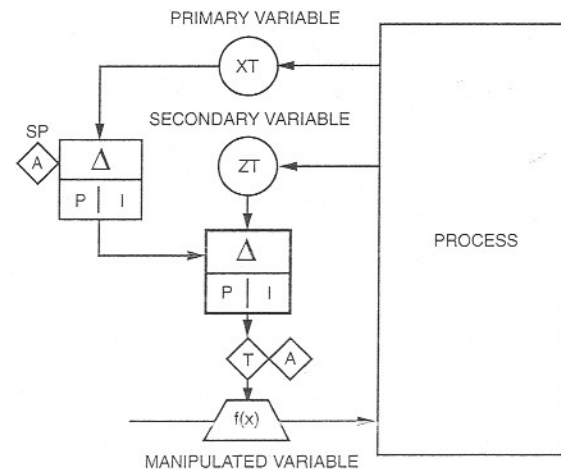 PRIMARY VARIABLE
XT
SECONDARY VARIABLE
SP
A
Δ
ZT
P I
PROCESS
Δ
P I
T A
f(x)
MANIPULATED VARIABLE